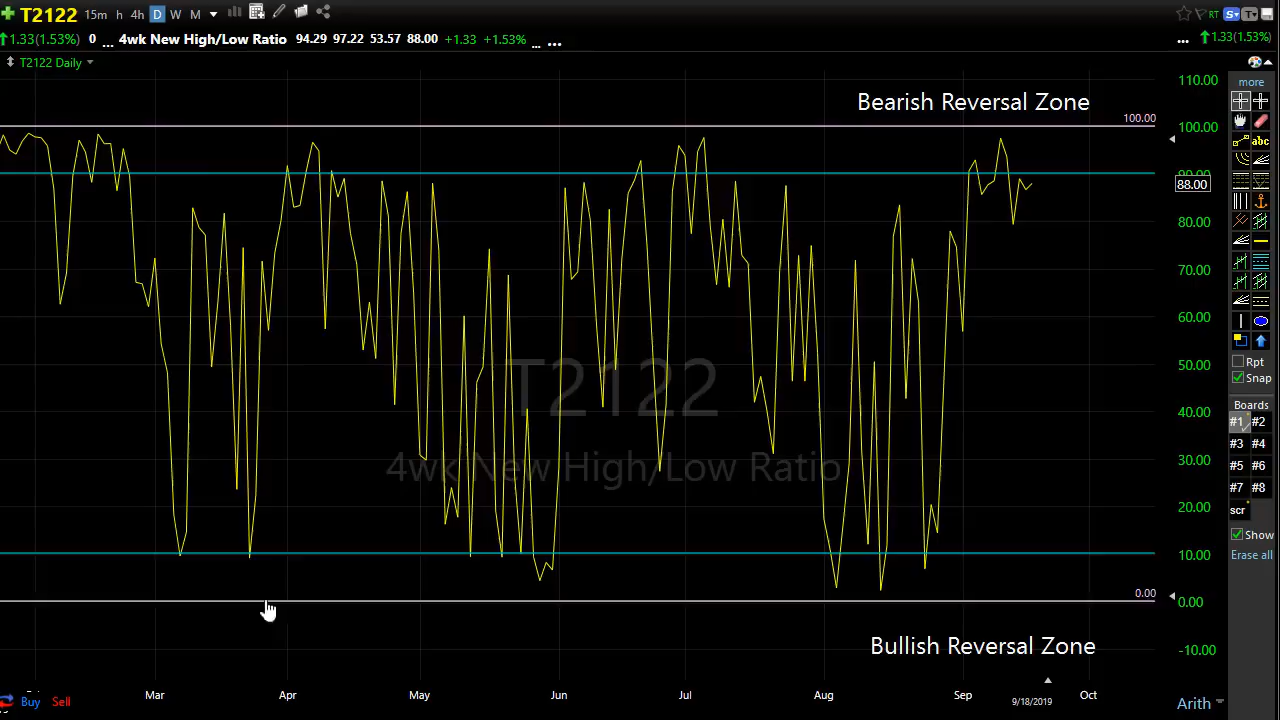 T2122 15m h 4h D W M RT S T
1.33(1.53%) 0 ... 4wk New High/Low Ratio 94.29 97.22 53.57 88.00 +1.33 +1.53% ... ... ... 1.33(1.53%)
T2122 Daily
more
110.00
Bearish Reversal Zone
100.00
100.00
abc
90.00
88.00
80.00
70.00
60.00
50.00
Rpt
Snap
T2122
40.00
Boards
#1 #2
#3 #4
30.00
4wk New High/Low Ratio
#5 #6
#7 #8
20.00
scr
Show
10.00
Erase all
0.00
0.00
Bullish Reversal Zone
-10.00
Mar Apr May Jun Jul Aug Sep Oct
Buy Sell
9/18/2019
Arith